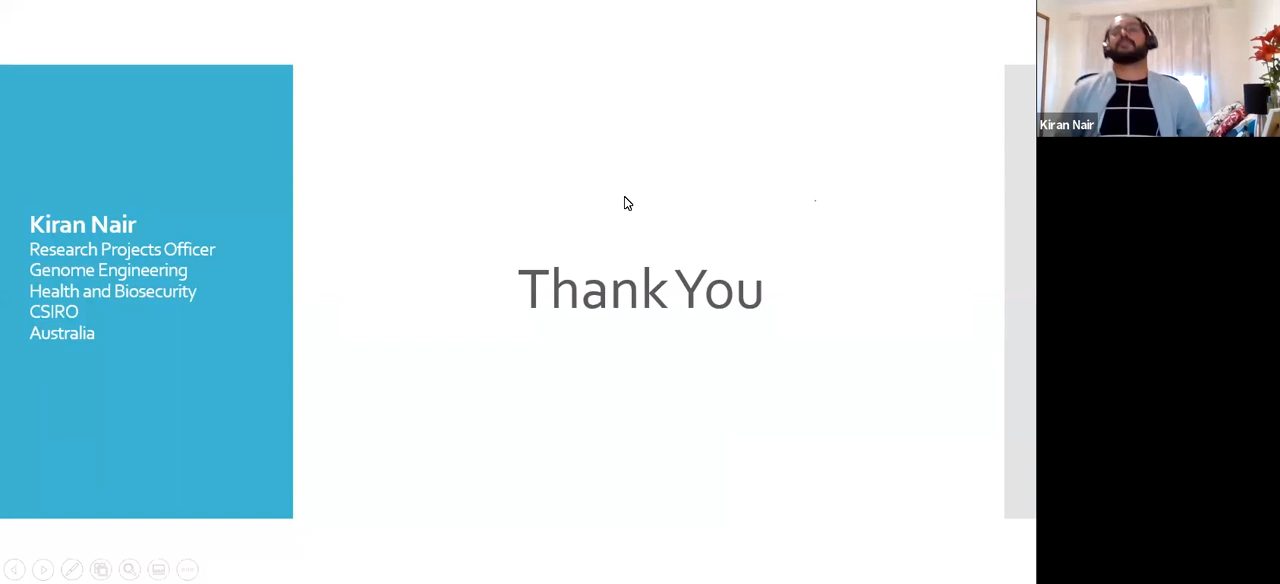 Kiran Nair
Research Projects Officer
Genome Engineering
Health and Biosecurity
CSIRO
Australia
Thank You
Kiran Nair